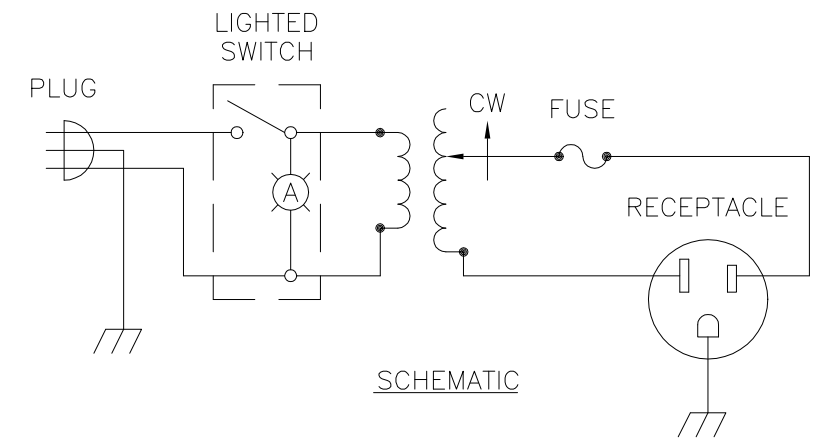 LIGHTED
SWITCH
PLUG
CW
FUSE
A
RECEPTACLE
SCHEMATIC